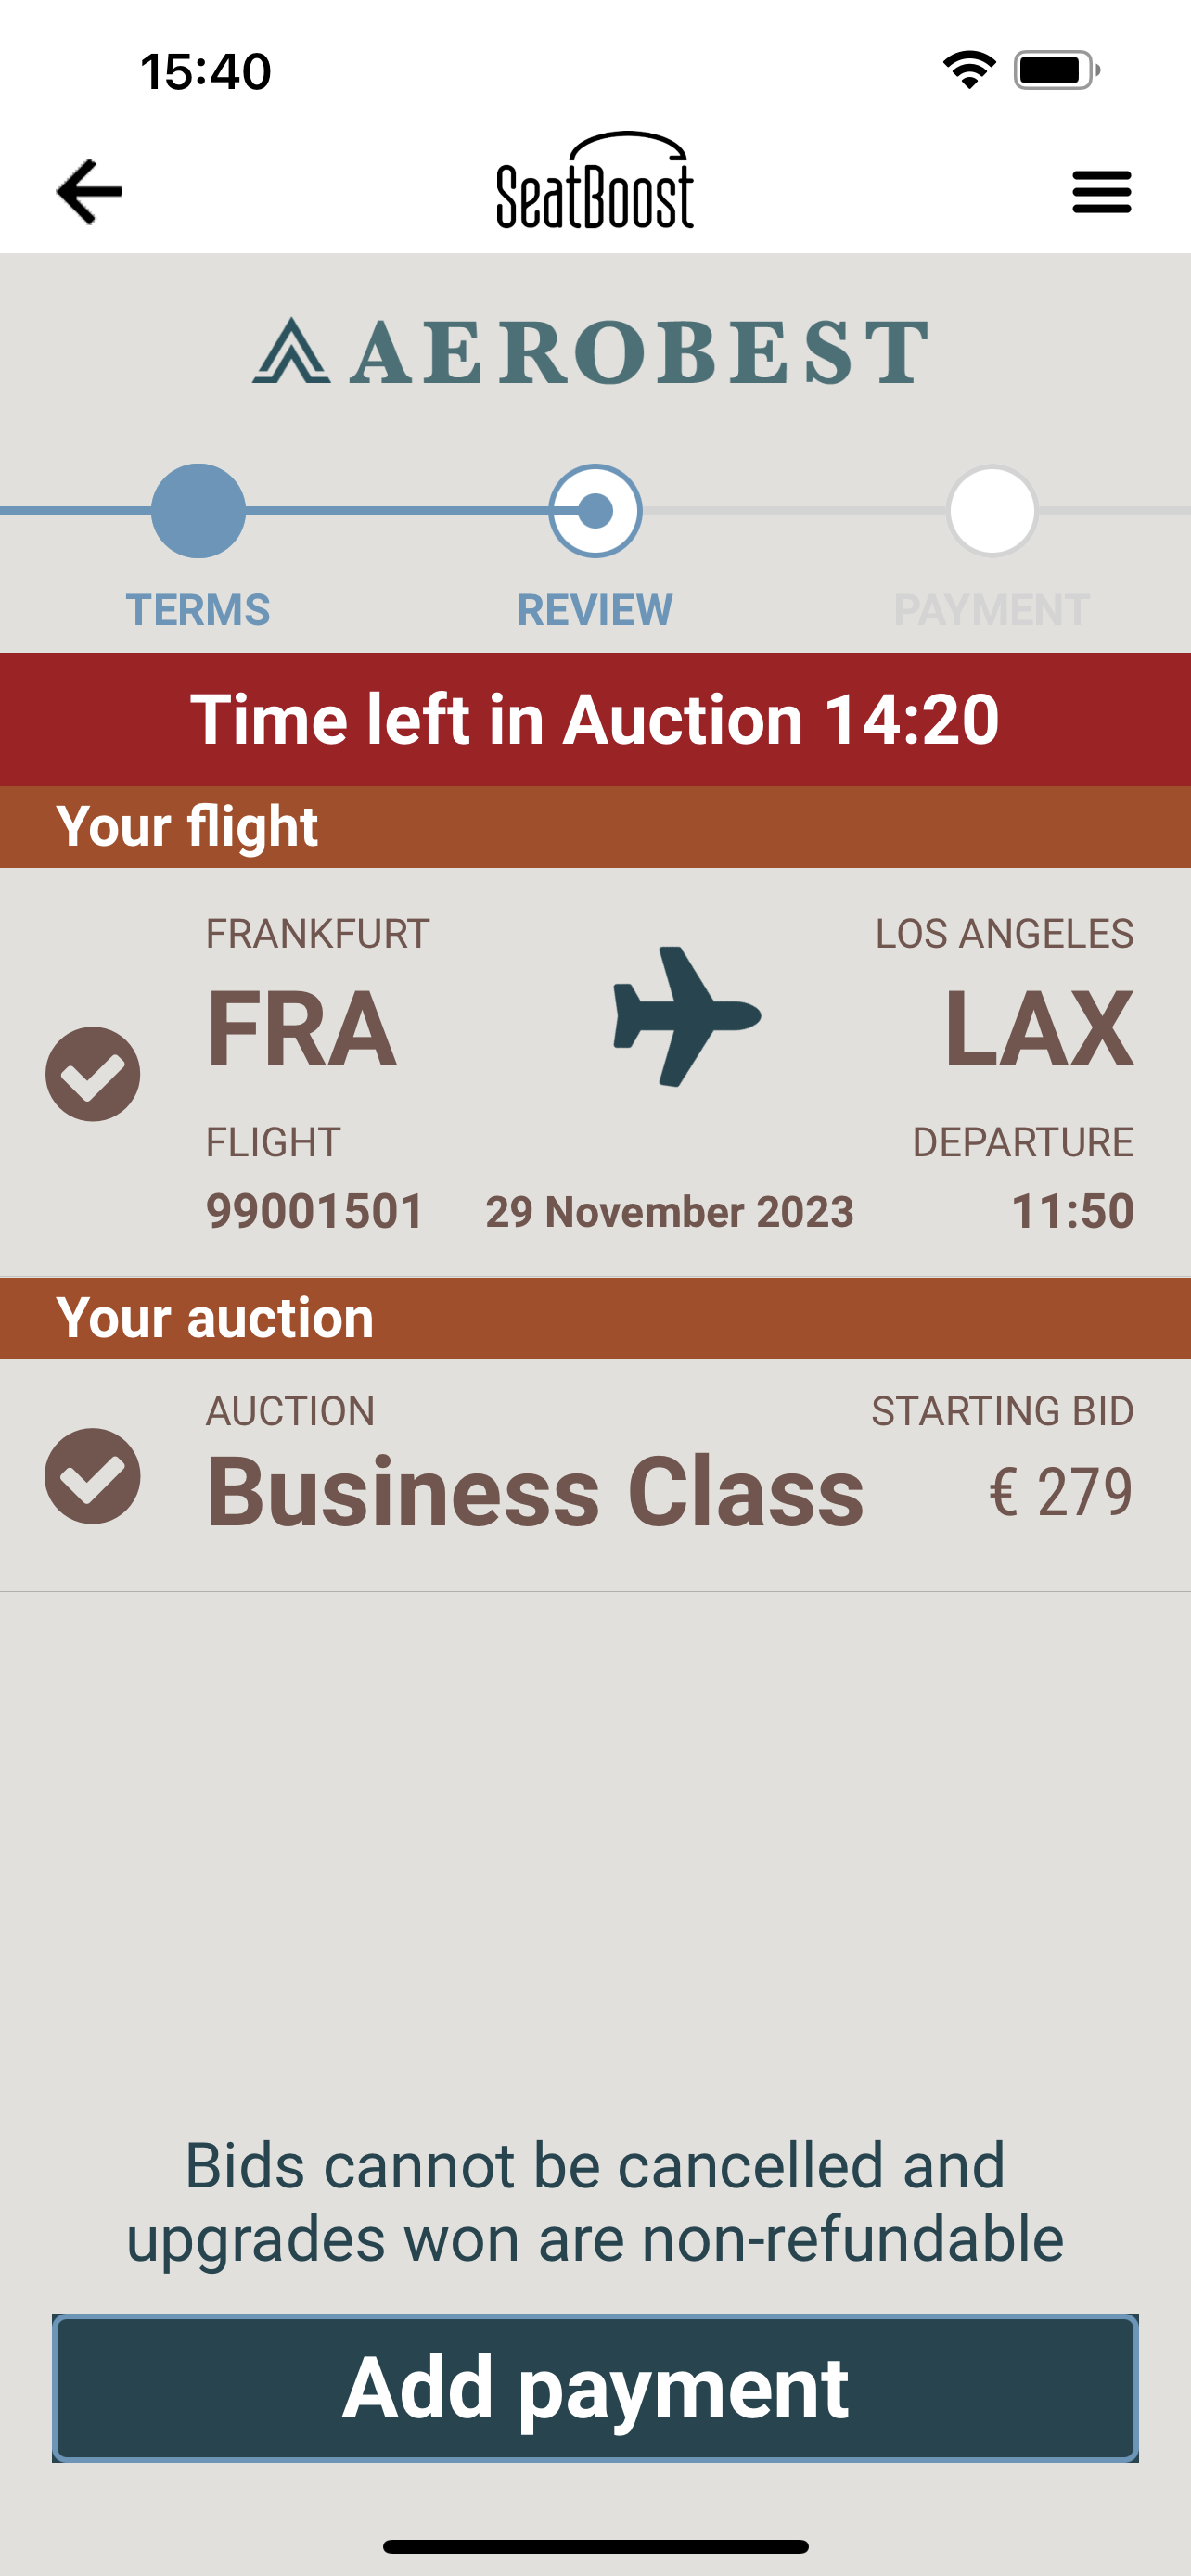 15:40
SeatBoost
AEROBEST
TERMS REVIEW PAYMENT
Time left in Auction 14:20
Your flight
FRANKFURT LOS ANGELES
FRA LAX
FLIGHT DEPARTURE
99001501 29 November 2023 11:50
Your auction
AUCTION STARTING BID
Business Class € 279
Bids cannot be cancelled and
upgrades won are non-refundable
Add payment